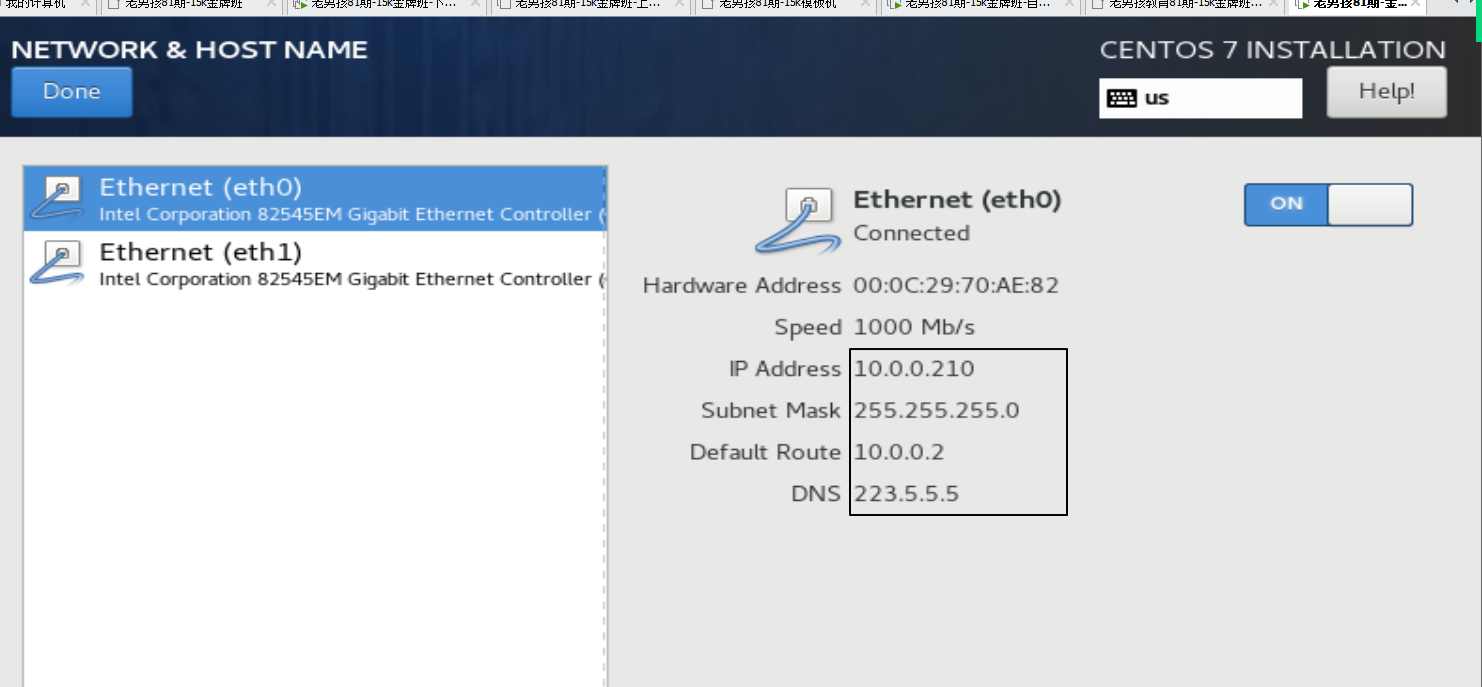 我的计算机
老男孩81期-15k金牌班
老男孩81期-15k金牌班-下...
老男孩81期-15k金牌班-上...
老男孩81期-15k模板机
老男孩81期-15k金牌班-自...
老男孩教育81期-15k金牌班...
老男孩81期-金...
NETWORK & HOST NAME
CENTOS 7 INSTALLATION
Done
us
Help!
Ethernet (eth0)
Intel Corporation 82545EM Gigabit Ethernet Controller (
Ethernet (eth1)
Intel Corporation 82545EM Gigabit Ethernet Controller (
Ethernet (eth0)
Connected
ON
Hardware Address 00:0C:29:70:AE:82
Speed 1000 Mb/s
IP Address 10.0.0.210
Subnet Mask 255.255.255.0
Default Route 10.0.0.2
DNS 223.5.5.5